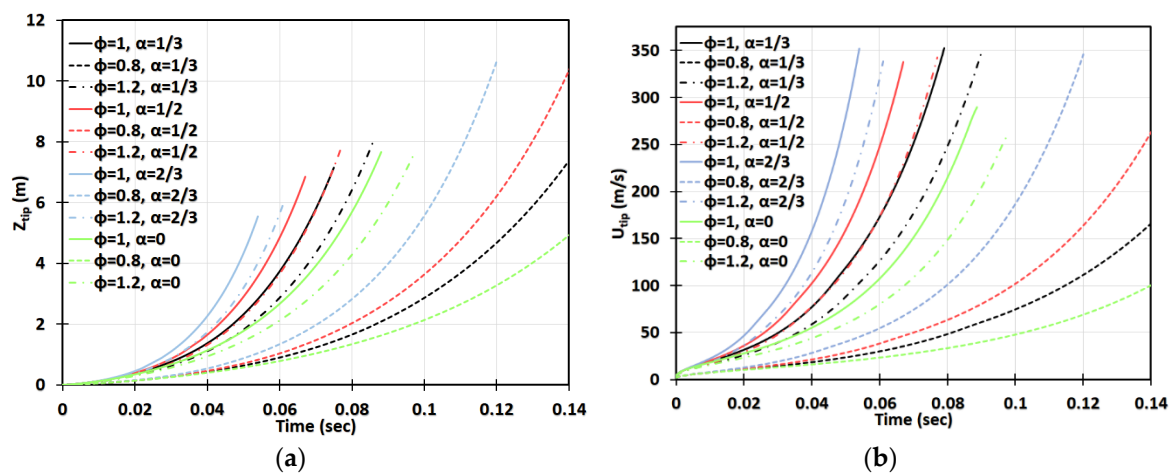 12
10
8
6
4
2
0
Z_tip (m)
ϕ=1, α=1/3
ϕ=0.8, α=1/3
ϕ=1.2, α=1/3
ϕ=1, α=1/2
ϕ=0.8, α=1/2
ϕ=1.2, α=1/2
ϕ=1, α=2/3
ϕ=0.8, α=2/3
ϕ=1.2, α=2/3
ϕ=1, α=0
ϕ=0.8, α=0
ϕ=1.2, α=0
0 0.02 0.04 0.06 0.08 0.1 0.12 0.14
Time (sec)
(a)
350
300
250
200
150
100
50
0
U_tip (m/s)
ϕ=1, α=1/3
ϕ=0.8, α=1/3
ϕ=1.2, α=1/3
ϕ=1, α=1/2
ϕ=0.8, α=1/2
ϕ=1.2, α=1/2
ϕ=1, α=2/3
ϕ=0.8, α=2/3
ϕ=1.2, α=2/3
ϕ=1, α=0
ϕ=0.8, α=0
ϕ=1.2, α=0
0 0.02 0.04 0.06 0.08 0.1 0.12 0.14
Time (sec)
(b)